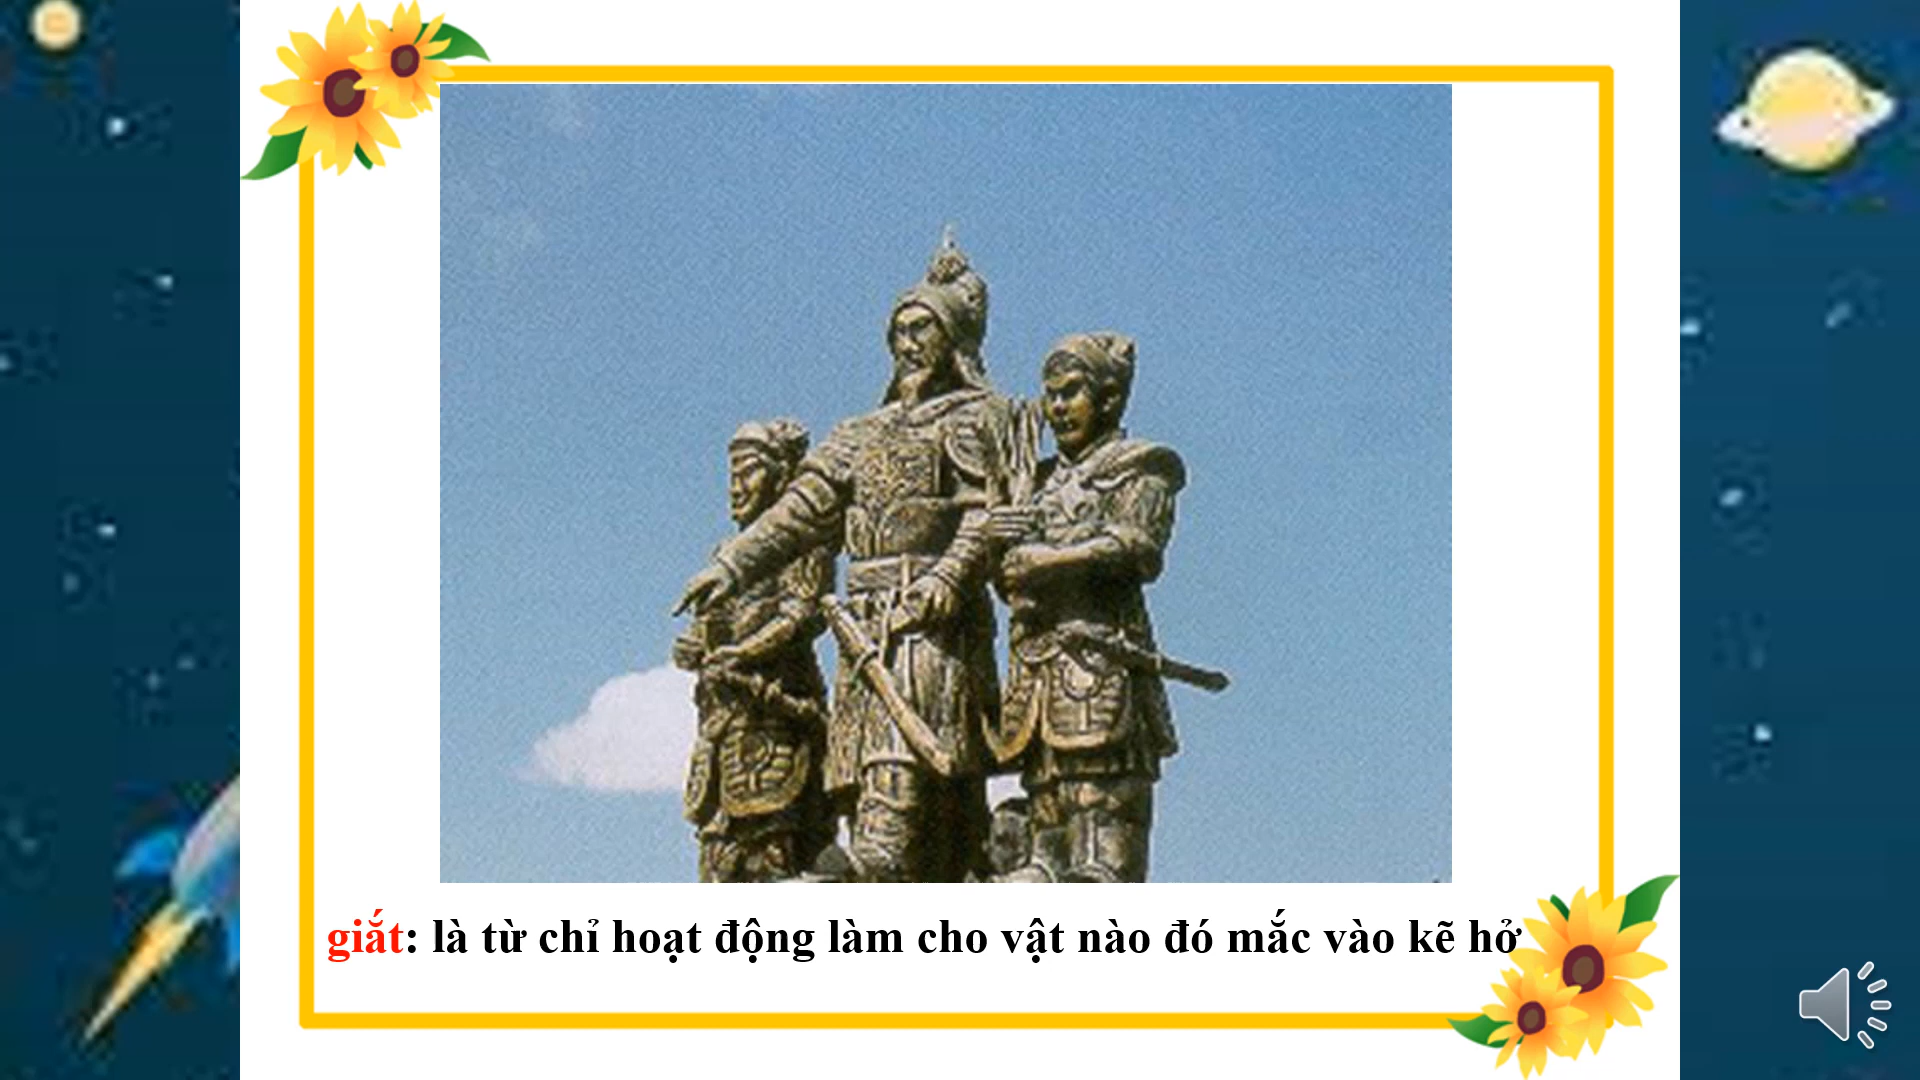 giắt: là từ chỉ hoạt động làm cho vật nào đó mắc vào kẽ hở